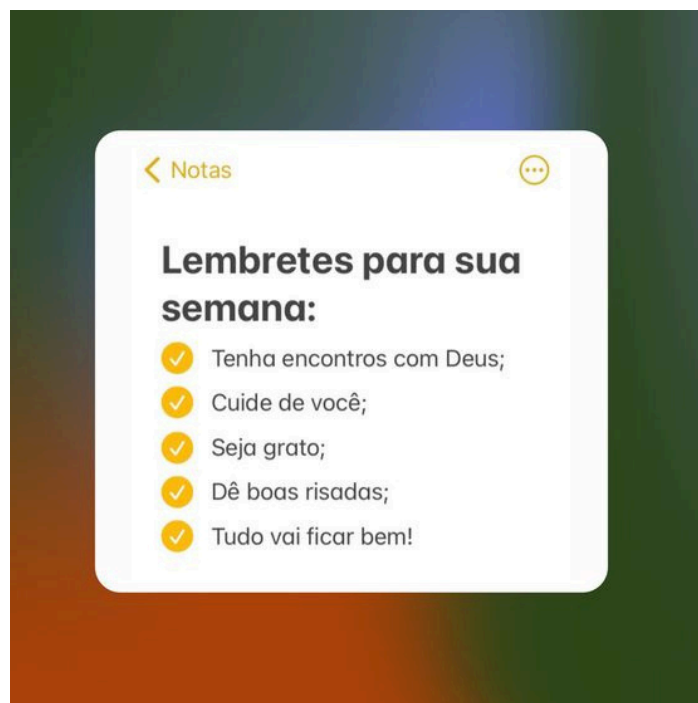 Notas
Lembretes para sua
semana:
Tenha encontros com Deus;
Cuide de você;
Seja grato;
Dê boas risadas;
Tudo vai ficar bem!